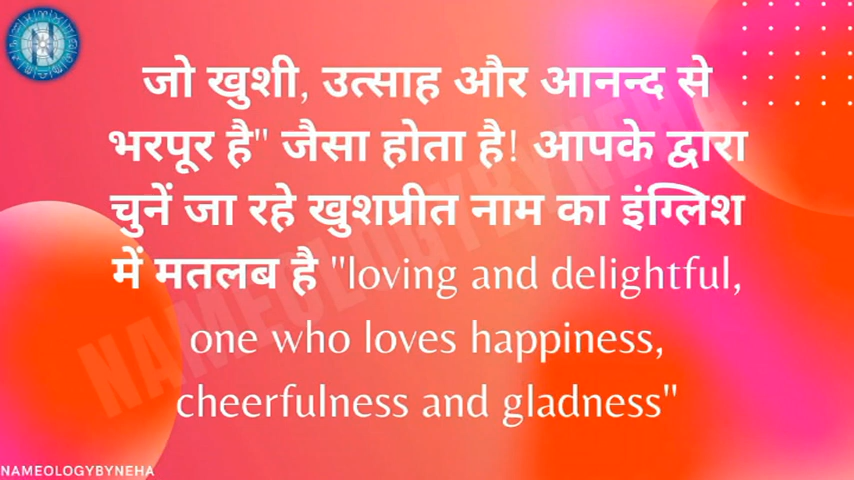 जो खुशी, उत्साह और आनन्द से
भरपूर है" जैसा होता है! आपके द्वारा
चुनें जा रहे खुशप्रीत नाम का इंग्लिश
में मतलब है "loving and delightful,
one who loves happiness,
cheerfulness and gladness"
NAMEOLOGYBYNEHA
NAMEOLOGYBYNEHA